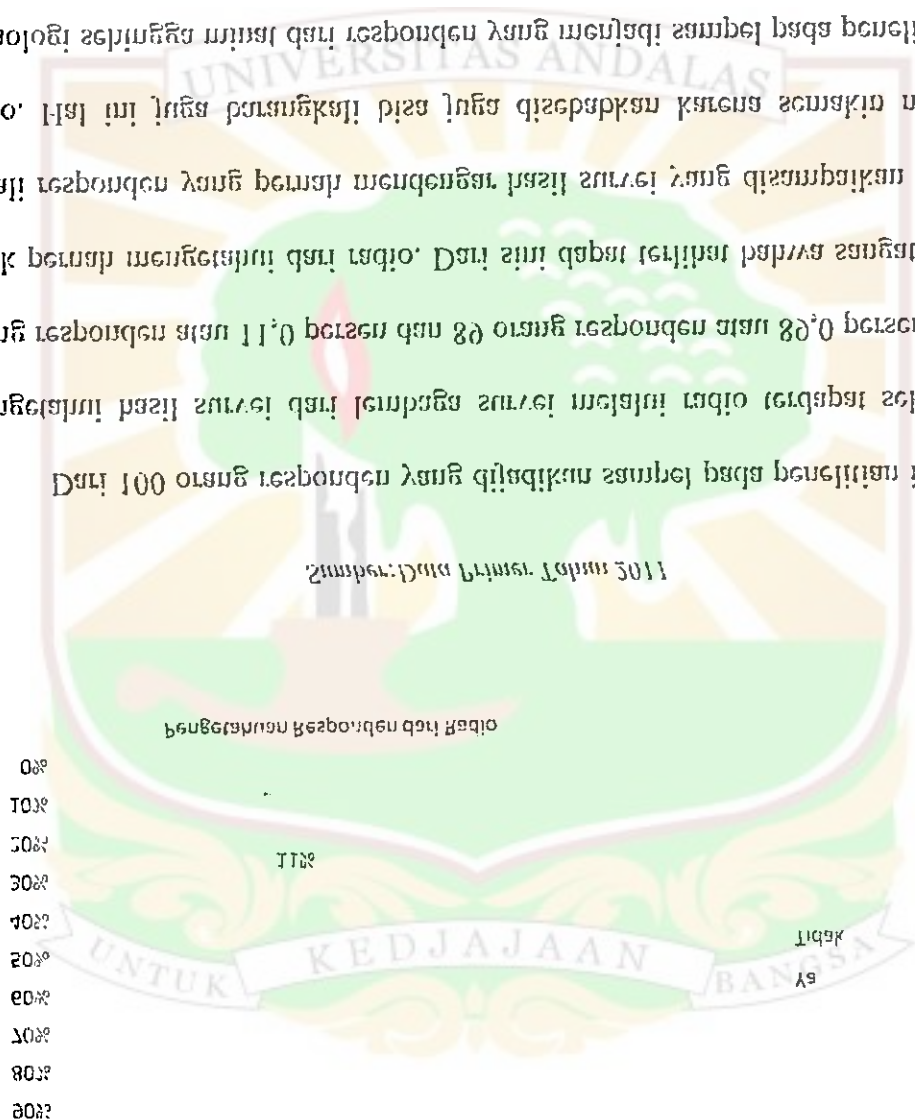 90%
80%
70%
60%
Ya
50%
Tidak
40%
30%
11%
20%
10%
0%
Pengetahuan Responden dari Radio
Sumber:Data Primer Tahun 2011
Dari 100 orang responden yang dijadikan sampel pada penelitian i
ngetahui hasil survei dari lembaga survei melalui radio terdapat
ng responden atau 11,0 persen dan 89 orang responden atau 89,0 persen
k pernah mengetahui dari radio. Dari sini dapat terlihat bahwa sangat
ali responden yang pernah mendengar hasil survei yang disampaikan
o. Hal ini juga barangkali bisa juga disebabkan karena semakin
nologi sehingga minat dari responden yang menjadi sampel pada peneli
UNIVERSITAS ANDALAS
UNTUK KEDJAJAAN BANGSA